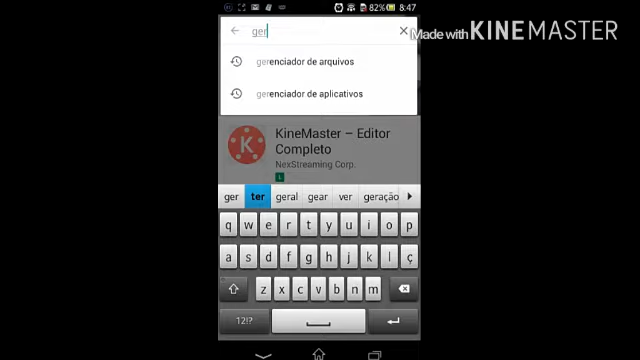 82% 8:47
ger
Made with KINEMASTER
gerenciador de arquivos
gerenciador de aplicativos
K
KineMaster – Editor
Completo
NexStreaming Corp.
ger ter geral gear ver geração
q w e r t y u i o p
a s d f g h j k l ç
z x c v b n m
12!?